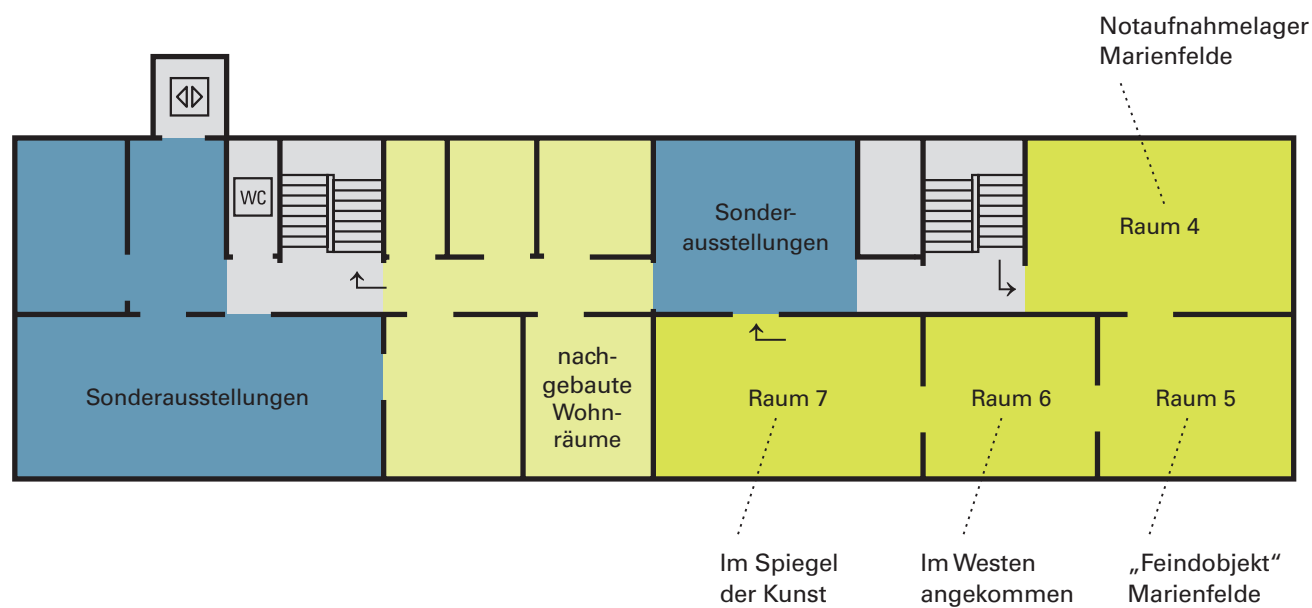 Notaufnahmelager
Marienfelde
WC
Sonder-
ausstellungen
Raum 4
Sonderausstellungen
nach-
gebaute
Wohn-
räume
Raum 7
Raum 6
Raum 5
Im Spiegel
der Kunst
Im Westen
angekommen
„Feindobjekt“
Marienfelde